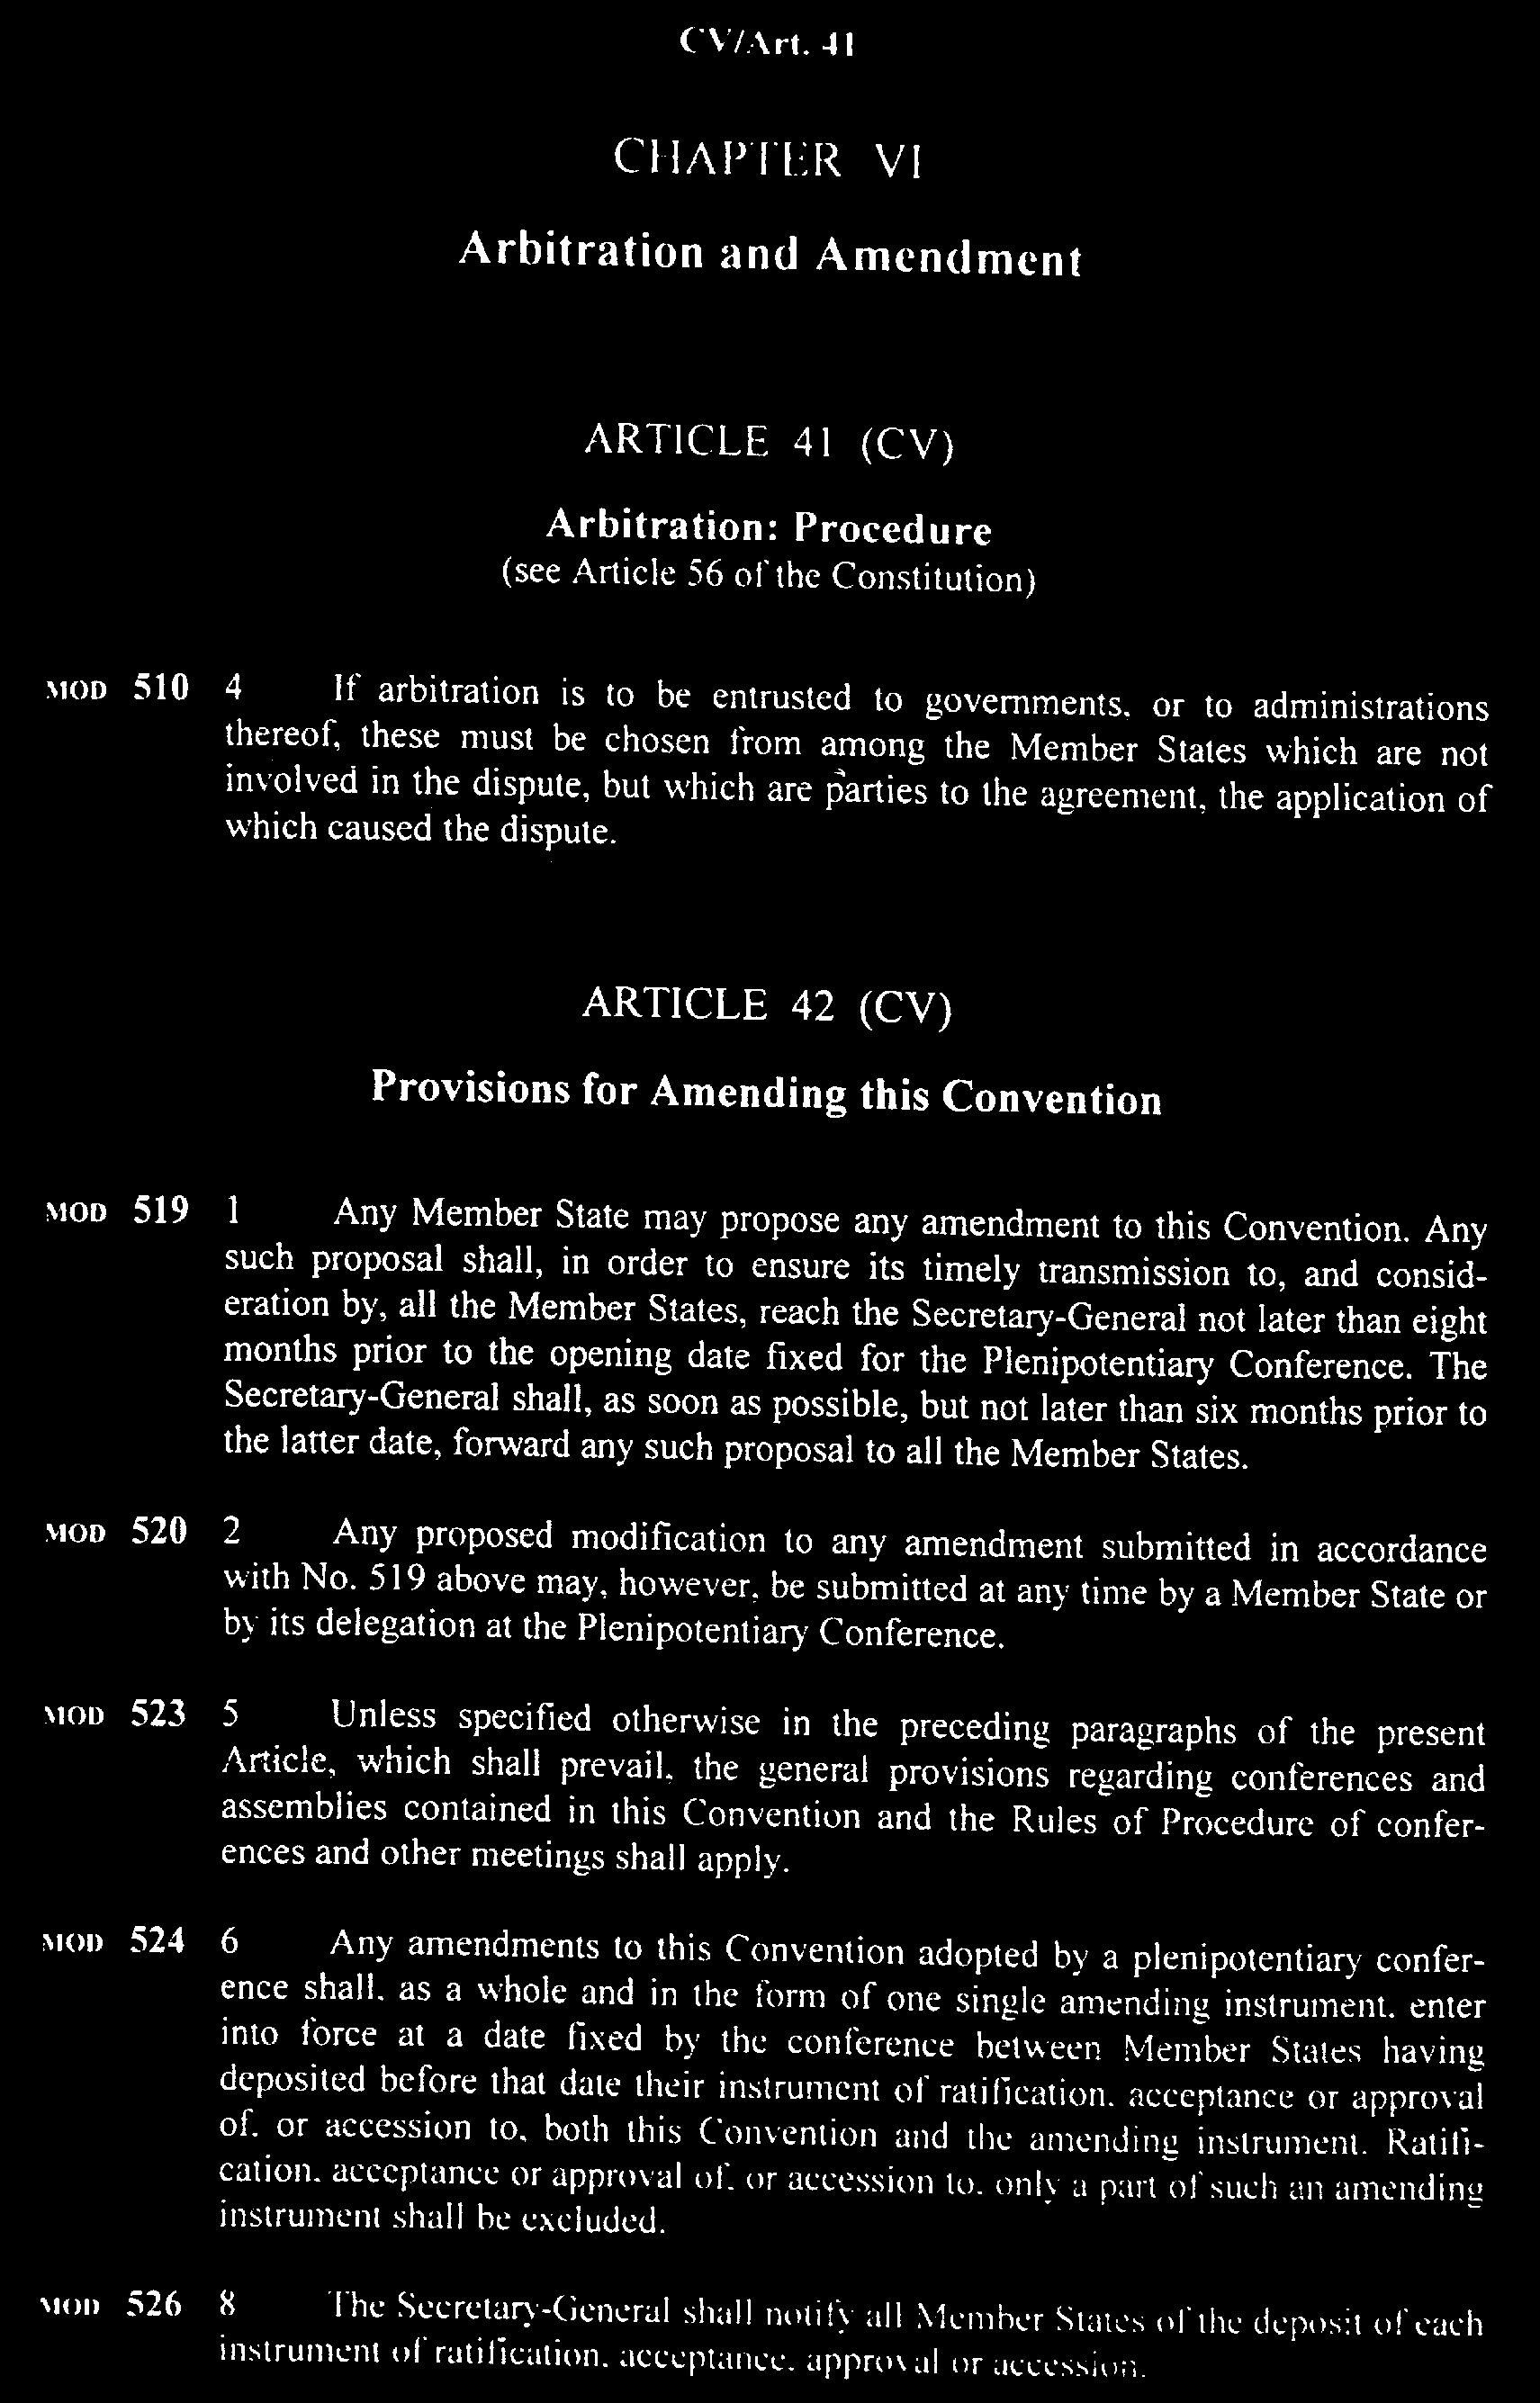 CV/Art. 41
CHAPTER VI
Arbitration and Amendment
ARTICLE 41 (CV)
Arbitration: Procedure
(see Article 56 of the Constitution)
MOD 510 4 If arbitration is to be entrusted to governments, or to administrations
thereof, these must be chosen from among the Member States which are not
involved in the dispute, but which are parties to the agreement, the application of
which caused the dispute.
ARTICLE 42 (CV)
Provisions for Amending this Convention
MOD 519 1 Any Member State may propose any amendment to this Convention. Any
such proposal shall, in order to ensure its timely transmission to, and consid-
eration by, all the Member States, reach the Secretary-General not later than eight
months prior to the opening date fixed for the Plenipotentiary Conference. The
Secretary-General shall, as soon as possible, but not later than six months prior to
the latter date, forward any such proposal to all the Member States.
MOD 520 2 Any proposed modification to any amendment submitted in accordance
with No. 519 above may, however, be submitted at any time by a Member State or
by its delegation at the Plenipotentiary Conference.
MOD 523 5 Unless specified otherwise in the preceding paragraphs of the present
Article, which shall prevail, the general provisions regarding conferences and
assemblies contained in this Convention and the Rules of Procedure of confer-
ences and other meetings shall apply.
MOD 524 6 Any amendments to this Convention adopted by a plenipotentiary confer-
ence shall, as a whole and in the form of one single amending instrument, enter
into force at a date fixed by the conference between Member States having
deposited before that date their instrument of ratification, acceptance or approval
of, or accession to, both this Convention and the amending instrument. Ratifi-
cation, acceptance or approval of, or accession to, only a part of such an amending
instrument shall be excluded.
MOD 526 8 The Secretary-General shall notify all Member States of the deposit of each
instrument of ratification, acceptance, approval or accession.